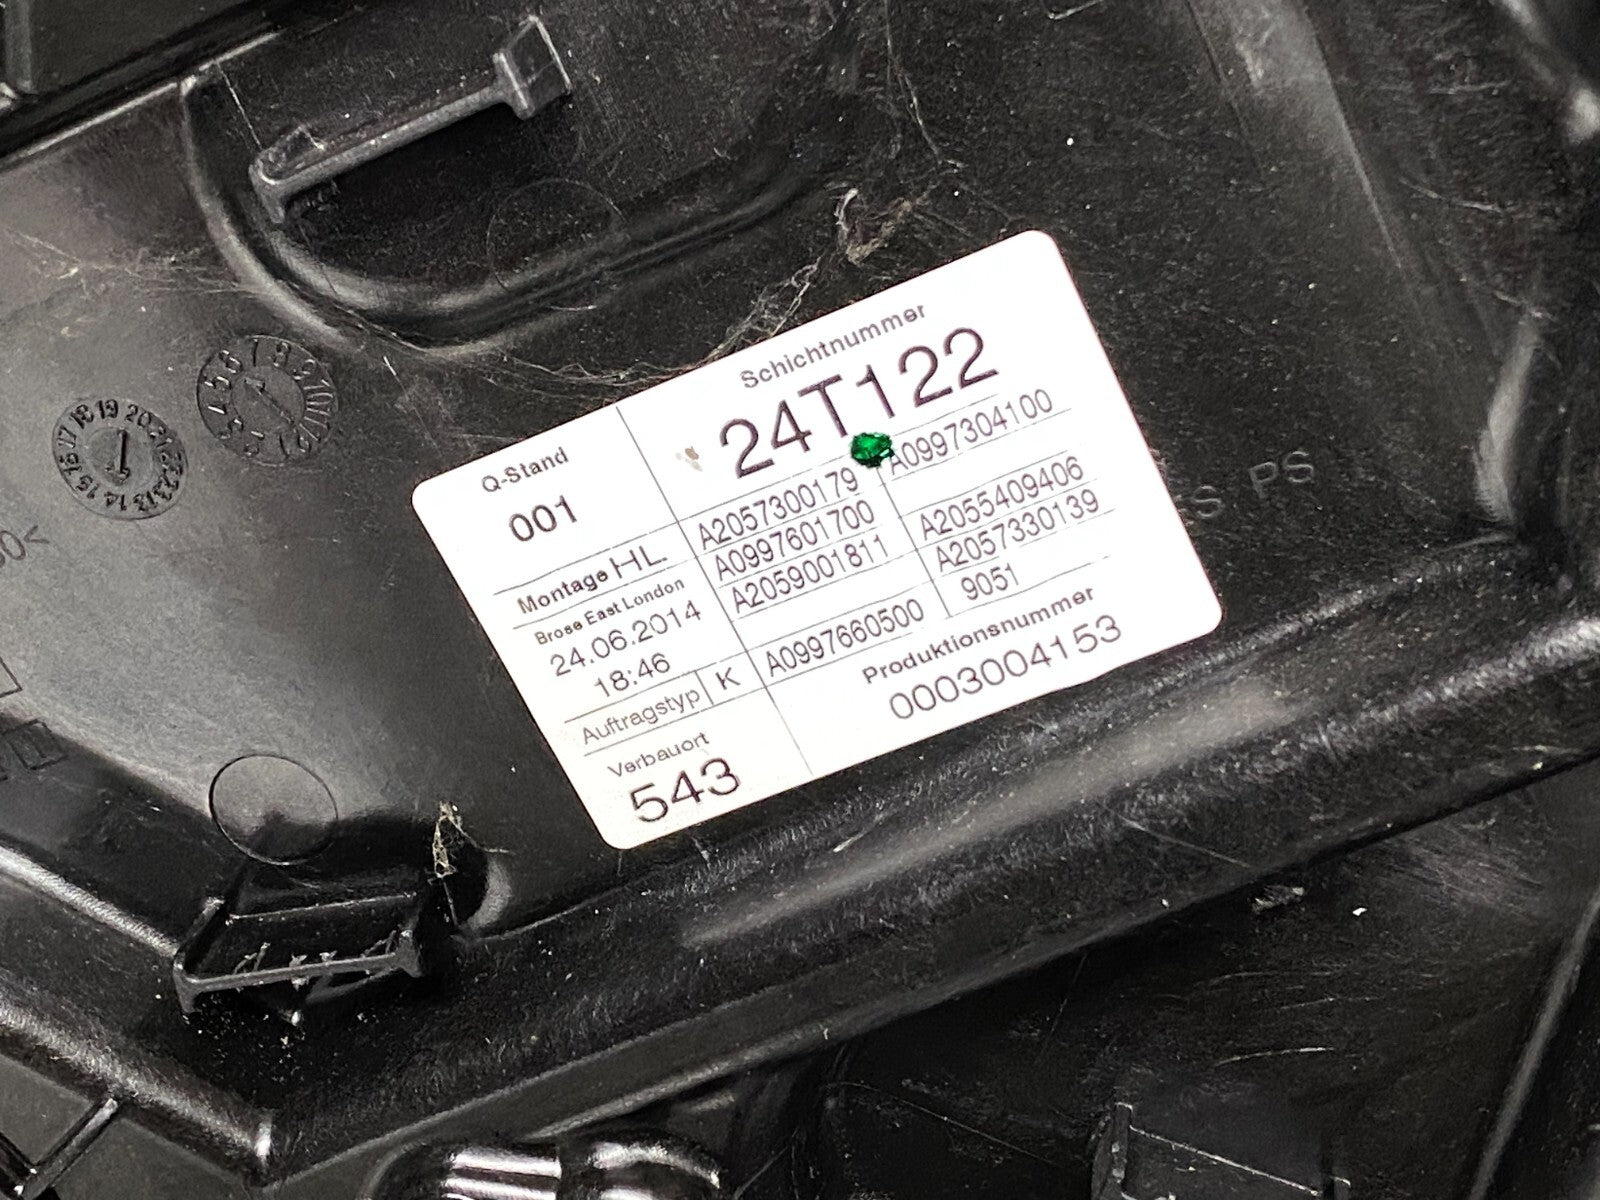 Schichtnummer
24T122
Q-Stand
001
A2057300179 A0997304100
A0997601700 A2055409406
A2059001811 A2057330139
9051
A0997660500
Montage HL
Brose East London
24.06.2014
18:46
Auftragstyp K
Verbauort
543
Produktionsnummer
0003004153
PS